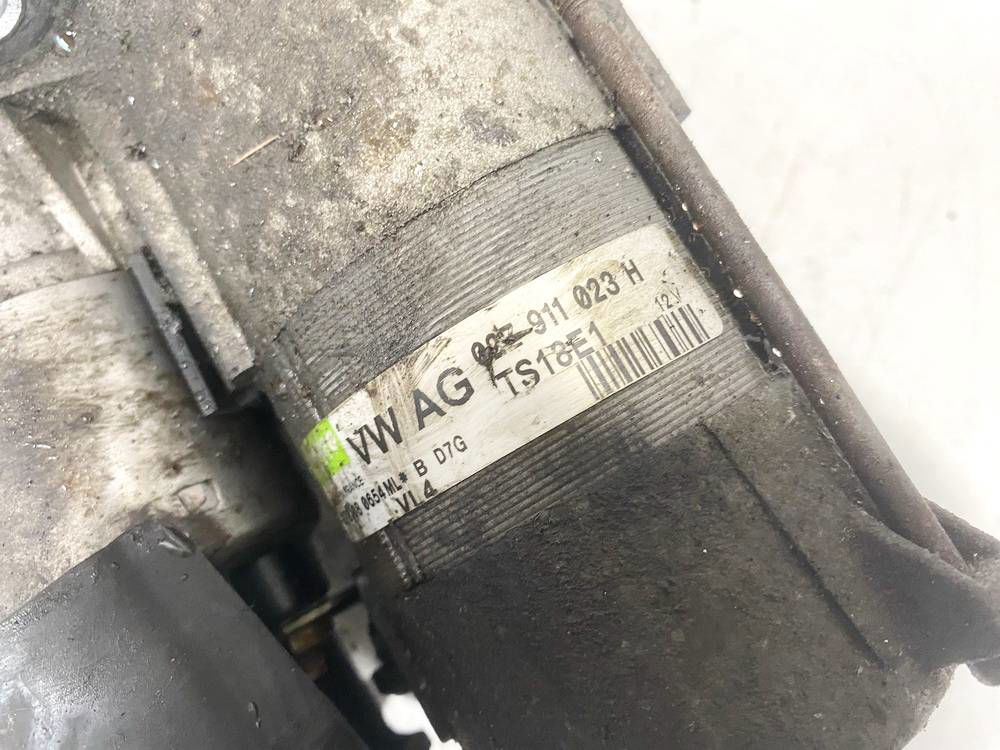 911 023 H
VW AG TS18E1
12V
B D7G
VL4